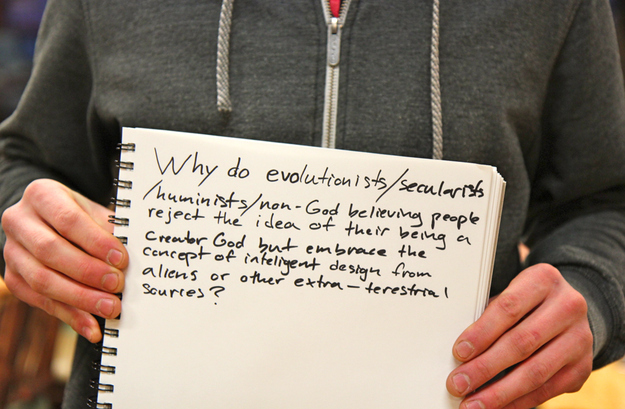 Why do evolutionists/secularists
/huminists/non-God believing people
reject the idea of their being a
creator God but embrace the
concept of inteligent design from
aliens or other extra-terestrial
sources?